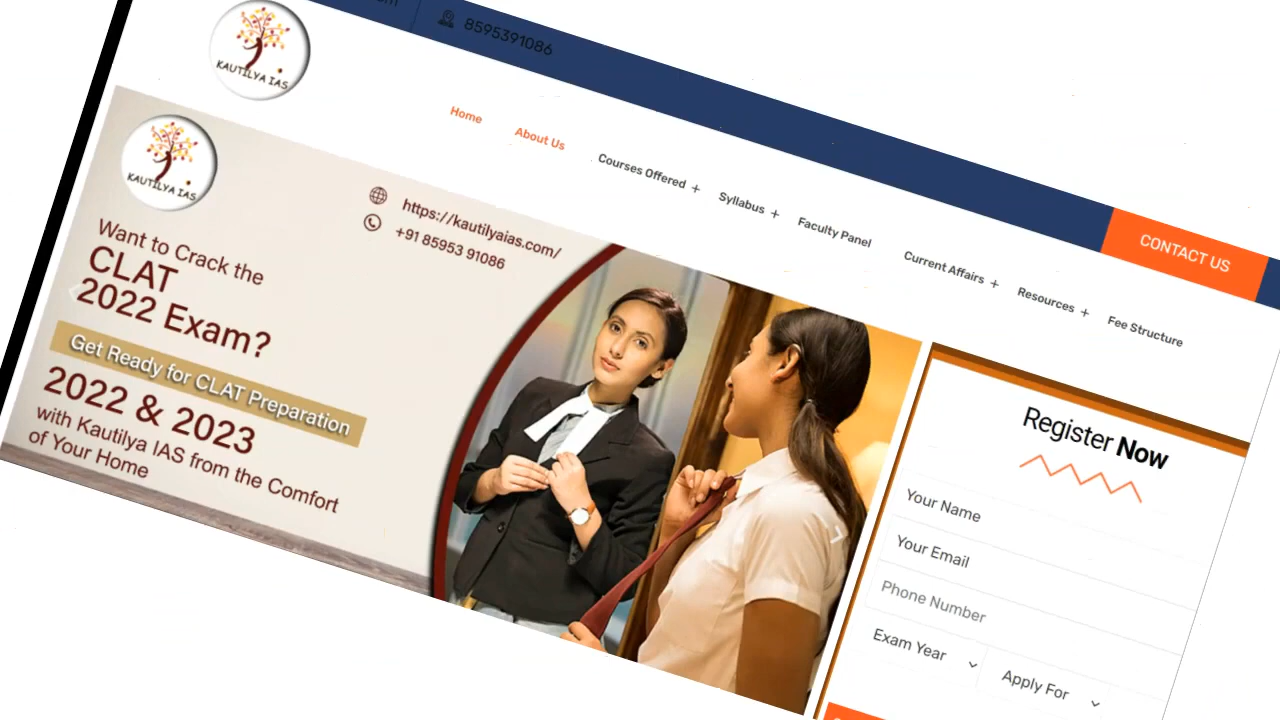 8595391086
KAUTILYA IAS
Home
About Us
Courses Offered +
Syllabus +
Faculty Panel
Current Affairs +
Resources +
Fee Structure
CONTACT US
KAUTILYA IAS
https://kautilyaias.com/
+91 85953 91086
Want to Crack the
CLAT
2022 Exam?
Get Ready for CLAT Preparation
2022 & 2023
with Kautilya IAS from the Comfort
of Your Home
Register Now
Your Name
Your Email
Phone Number
Exam Year
Apply For